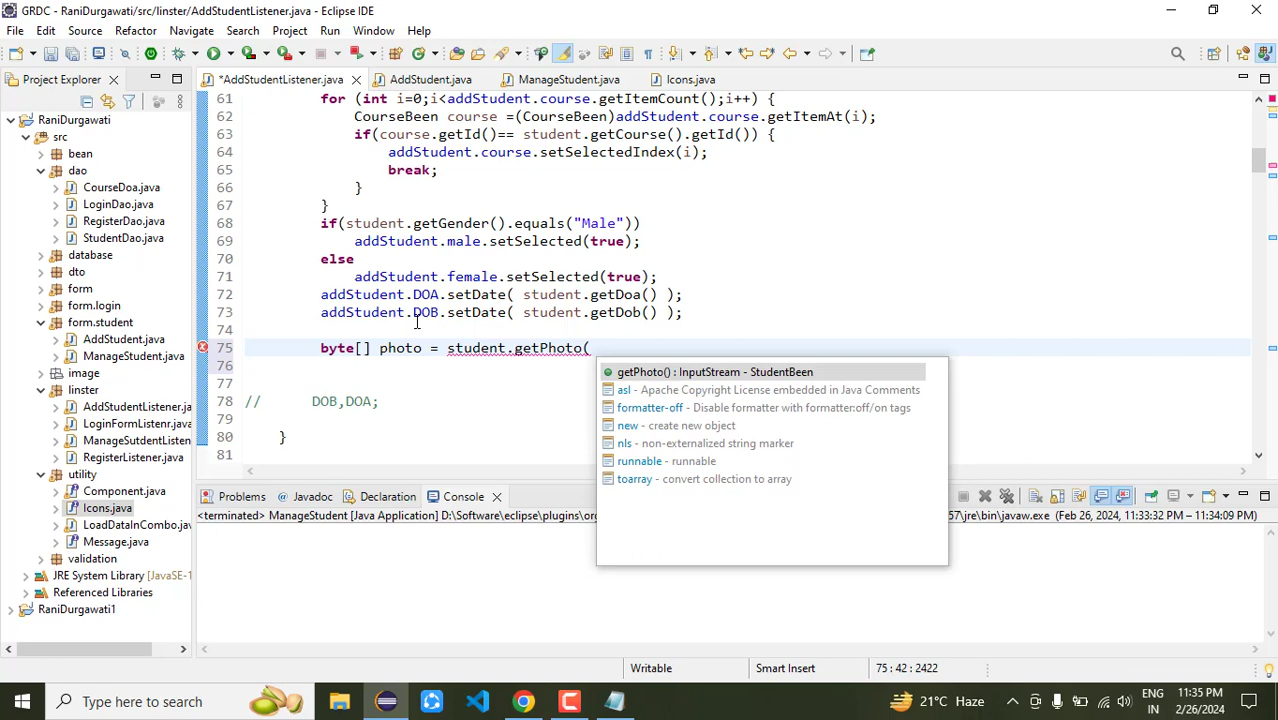 GRDC - RaniDurgawati/src/linster/AddStudentListener.java - Eclipse IDE
File Edit Source Refactor Navigate Search Project Run Window Help
Project Explorer
*AddStudentListener.java
AddStudent.java
ManageStudent.java
Icons.java
RaniDurgawati
src
bean
dao
CourseDoa.java
LoginDao.java
RegisterDao.java
StudentDao.java
database
dto
form
form.login
form.student
AddStudent.java
ManageStudent.java
image
linster
AddStudentListener.j
LoginFormListenr.jav
ManageSutdentListen
RegisterListener.java
utility
Component.java
Icons.java
LoadDataInCombo.jav
Message.java
validation
JRE System Library [JavaSE-1
Referenced Libraries
RaniDurgawati1
61 for (int i=0;i<addStudent.course.getItemCount();i++) {
62 CourseBeen course =(CourseBeen)addStudent.course.getItemAt(i);
63 if(course.getId()== student.getCourse().getId()) {
64 addStudent.course.setSelectedIndex(i);
65 break;
66 }
67 }
68 if(student.getGender().equals("Male"))
69 addStudent.male.setSelected(true);
70 else
71 addStudent.female.setSelected(true);
72 addStudent.DOA.setDate( student.getDoa() );
73 addStudent.DOB.setDate( student.getDob() );
74
75 byte[] photo = student.getPhoto(
76
77
78 // DOB,DOA;
79
80 }
81
getPhoto() : InputStream - StudentBeen
asl - Apache Copyright License embedded in Java Comments
formatter-off - Disable formatter with formatter:off/on tags
new - create new object
nls - non-externalized string marker
runnable - runnable
toarray - convert collection to array
Problems Javadoc Declaration Console
<terminated> ManageStudent [Java Application] D:\Software\eclipse\plugins\or
57\jre\bin\javaw.exe (Feb 26, 2024, 11:33:32 PM – 11:34:09 PM)
Writable Smart Insert 75 : 42 : 2422
Type here to search
21°C Haze
ENG
IN
11:35 PM
2/26/2024